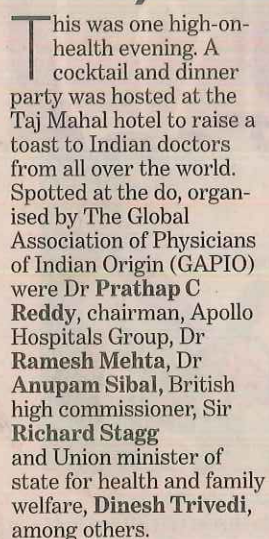 This was one high-on-
health evening. A
cocktail and dinner
party was hosted at the
Taj Mahal hotel to raise a
toast to Indian doctors
from all over the world.
Spotted at the do, organ-
ised by The Global
Association of Physicians
of Indian Origin (GAPIO)
were Dr Prathap C
Reddy, chairman, Apollo
Hospitals Group, Dr
Ramesh Mehta, Dr
Anupam Sibal, British
high commissioner, Sir
Richard Stagg
and Union minister of
state for health and family
welfare, Dinesh Trivedi,
among others.